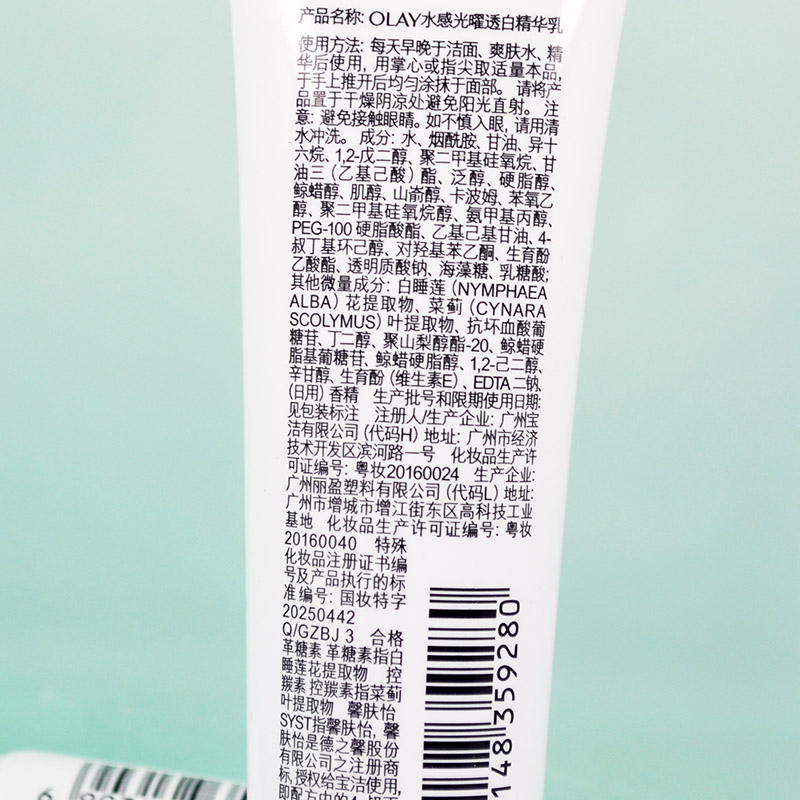 产品名称: OLAY水感光曜透白精华乳
使用方法: 每天早晚于洁面、爽肤水、精
华后使用, 用掌心或指尖取适量本品,
于手上推开后均匀涂抹于面部。 请将产
品置于干燥阴凉处避免阳光直射。 注
意: 避免接触眼睛。如不慎入眼, 请用清
水冲洗。 成分: 水、烟酰胺、甘油、异十
六烷、1,2-戊二醇、聚二甲基硅氧烷、甘
油三（乙基己酸）酯、泛醇、硬脂醇、
鲸蜡醇、肌醇、山嵛醇、卡波姆、苯氧乙
醇、聚二甲基硅氧烷醇、氨甲基丙醇、
PEG-100 硬脂酸酯、乙基己基甘油、4-
叔丁基环己醇、对羟基苯乙酮、生育酚
乙酸酯、透明质酸钠、海藻糖、乳糖酸;
其他微量成分: 白睡莲（NYMPHAEA
ALBA）花提取物、菜蓟（CYNARA
SCOLYMUS）叶提取物、抗坏血酸葡
糖苷、丁二醇、聚山梨醇酯-20、鲸蜡硬
脂基葡糖苷、鲸蜡硬脂醇、1,2-己二醇、
辛甘醇、生育酚（维生素E）、EDTA 二钠、
(日用) 香精 生产批号和限期使用日期:
见包装标注 注册人/生产企业: 广州宝
洁有限公司 (代码H) 地址: 广州市经济
技术开发区滨河路一号 化妆品生产许
可证编号: 粤妆20160024 生产企业:
广州丽盈塑料有限公司 (代码L) 地址:
广州市增城市增江街东区高科技工业
基地 化妆品生产许可证编号: 粤妆
20160040 特殊
化妆品注册证书编
号及产品执行的标
准编号: 国妆特字
20250442
Q/GZBJ 3 合格
革糖素 革糖素指白
睡莲花提取物 控
羰素 控羰素指菜蓟
叶提取物 馨肤怡
SYST指馨肤怡, 馨
肤怡是德之馨股份
有限公司之注册商
标, 授权给宝洁使用,
148359280